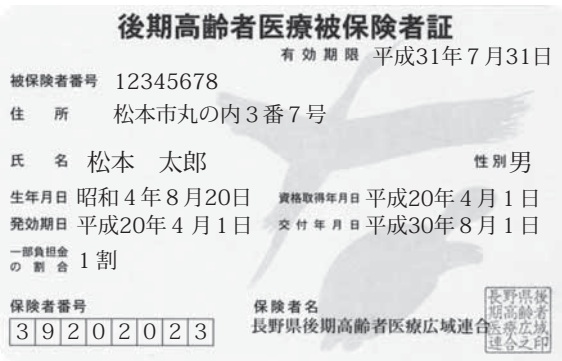 後期高齢者医療被保険者証
有効期限 平成31年7月31日
被保険者番号 12345678
住所 松本市丸の内3番7号
氏名 松本 太郎 性別 男
生年月日 昭和4年8月20日 資格取得年月日 平成20年4月1日
発効期日 平成20年4月1日 交付年月日 平成30年8月1日
一部負担金の割合 1割
保険者番号 保険者名
39202023 長野県後期高齢者医療広域連合
長野県後
期高齢者
医療広域
連合之印